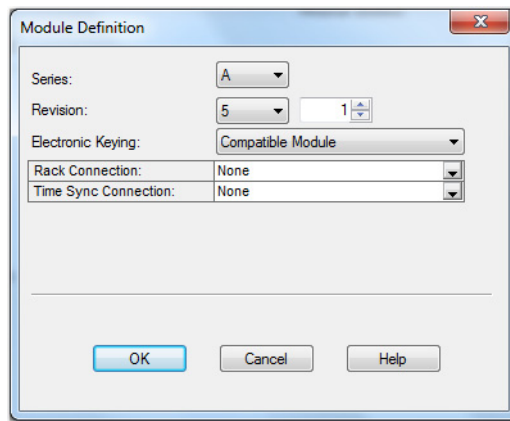 Module Definition
Series: A
Revision: 5 1
Electronic Keying: Compatible Module
Rack Connection: None
Time Sync Connection: None
OK Cancel Help